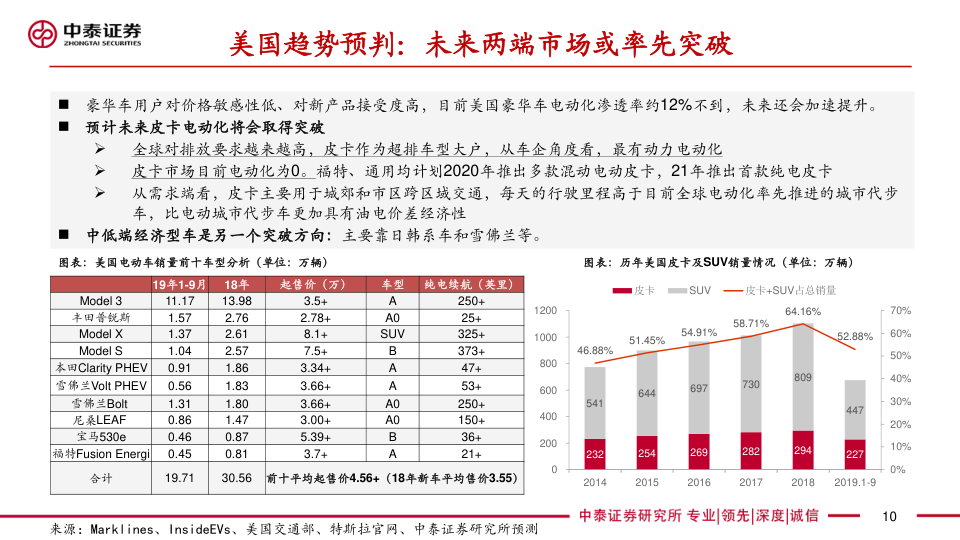 中泰证券
ZHONGTAI SECURITIES
美国趋势预判：未来两端市场或率先突破
■ 豪华车用户对价格敏感性低、对新产品接受度高，目前美国豪华车电动化渗透率约12%不到，未来还会加速提升。
■ 预计未来皮卡电动化将会取得突破
➢ 全球对排放要求越来越高，皮卡作为超排车型大户，从车企角度看，最有动力电动化
➢ 皮卡市场目前电动化为0。福特、通用均计划2020年推出多款混动电动皮卡，21年推出首款纯电皮卡
➢ 从需求端看，皮卡主要用于城郊和市区跨区域交通，每天的行驶里程高于目前全球电动化率先推进的城市代步
车，比电动城市代步车更加具有油电价差经济性
■ 中低端经济型车是另一个突破方向：主要靠日韩系车和雪佛兰等。
图表：美国电动车销量前十车型分析（单位：万辆）
19年1-9月 18年 起售价（万） 车型 纯电续航（英里）
Model 3 11.17 13.98 3.5+ A 250+
丰田普锐斯 1.57 2.76 2.78+ A0 25+
Model X 1.37 2.61 8.1+ SUV 325+
Model S 1.04 2.57 7.5+ B 373+
本田Clarity PHEV 0.91 1.86 3.34+ A 47+
雪佛兰Volt PHEV 0.56 1.83 3.66+ A 53+
雪佛兰Bolt 1.31 1.80 3.66+ A0 250+
尼桑LEAF 0.86 1.47 3.00+ A0 150+
宝马530e 0.46 0.87 5.39+ B 36+
福特Fusion Energi 0.45 0.81 3.7+ A 21+
合计 19.71 30.56 前十平均起售价4.56+（18年新车平均售价3.55）
图表：历年美国皮卡及SUV销量情况（单位：万辆）
皮卡 SUV 皮卡+SUV占总销量
1200 1000 800 600 400 200 0
70% 60% 50% 40% 30% 20% 10% 0%
46.88% 51.45% 54.91% 58.71% 64.16% 52.88%
541 644 697 730 809 447
232 254 269 282 294 227
2014 2015 2016 2017 2018 2019.1-9
中泰证券研究所 专业|领先|深度|诚信
10
来源：Marklines、InsideEVs、美国交通部、特斯拉官网、中泰证券研究所预测